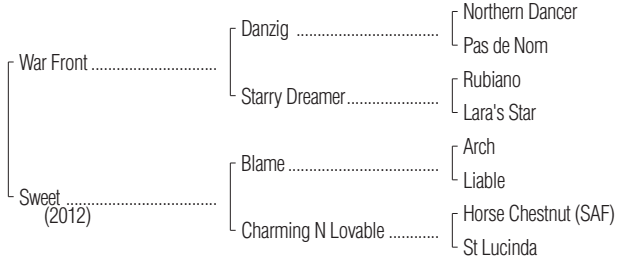 Northern Dancer
Danzig ..............................
Pas de Nom
War Front ..............................
Rubiano
Starry Dreamer......................
Lara's Star
Arch
Blame ...................................
Liable
Sweet ...................................
(2012)
Horse Chestnut (SAF)
Charming N Lovable ............
St Lucinda